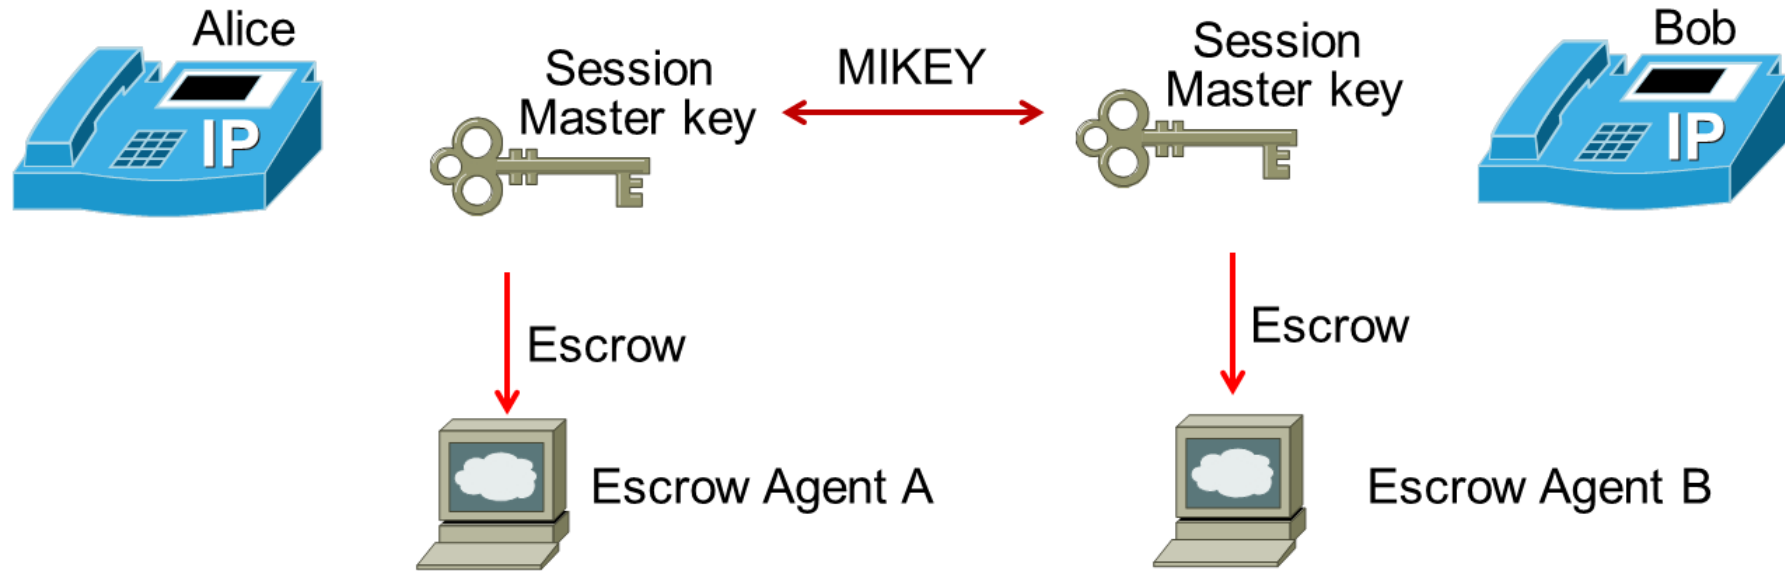 Alice
IP
Session
Master key
MIKEY
Session
Master key
Bob
IP
Escrow
Escrow
Escrow Agent A
Escrow Agent B